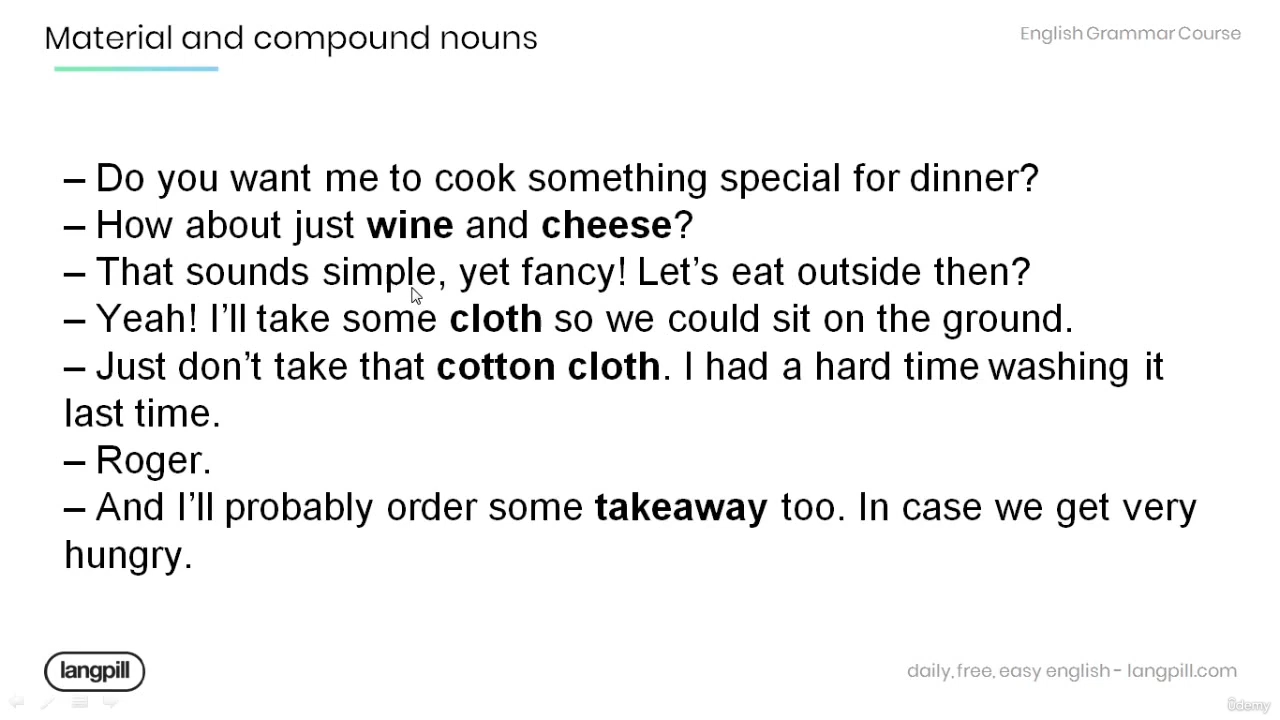 Material and compound nouns
English Grammar Course
– Do you want me to cook something special for dinner?
– How about just wine and cheese?
– That sounds simple, yet fancy! Let’s eat outside then?
– Yeah! I’ll take some cloth so we could sit on the ground.
– Just don’t take that cotton cloth. I had a hard time washing it
last time.
– Roger.
– And I’ll probably order some takeaway too. In case we get very
hungry.
langpill
daily, free, easy english - langpill.com
ûdemy